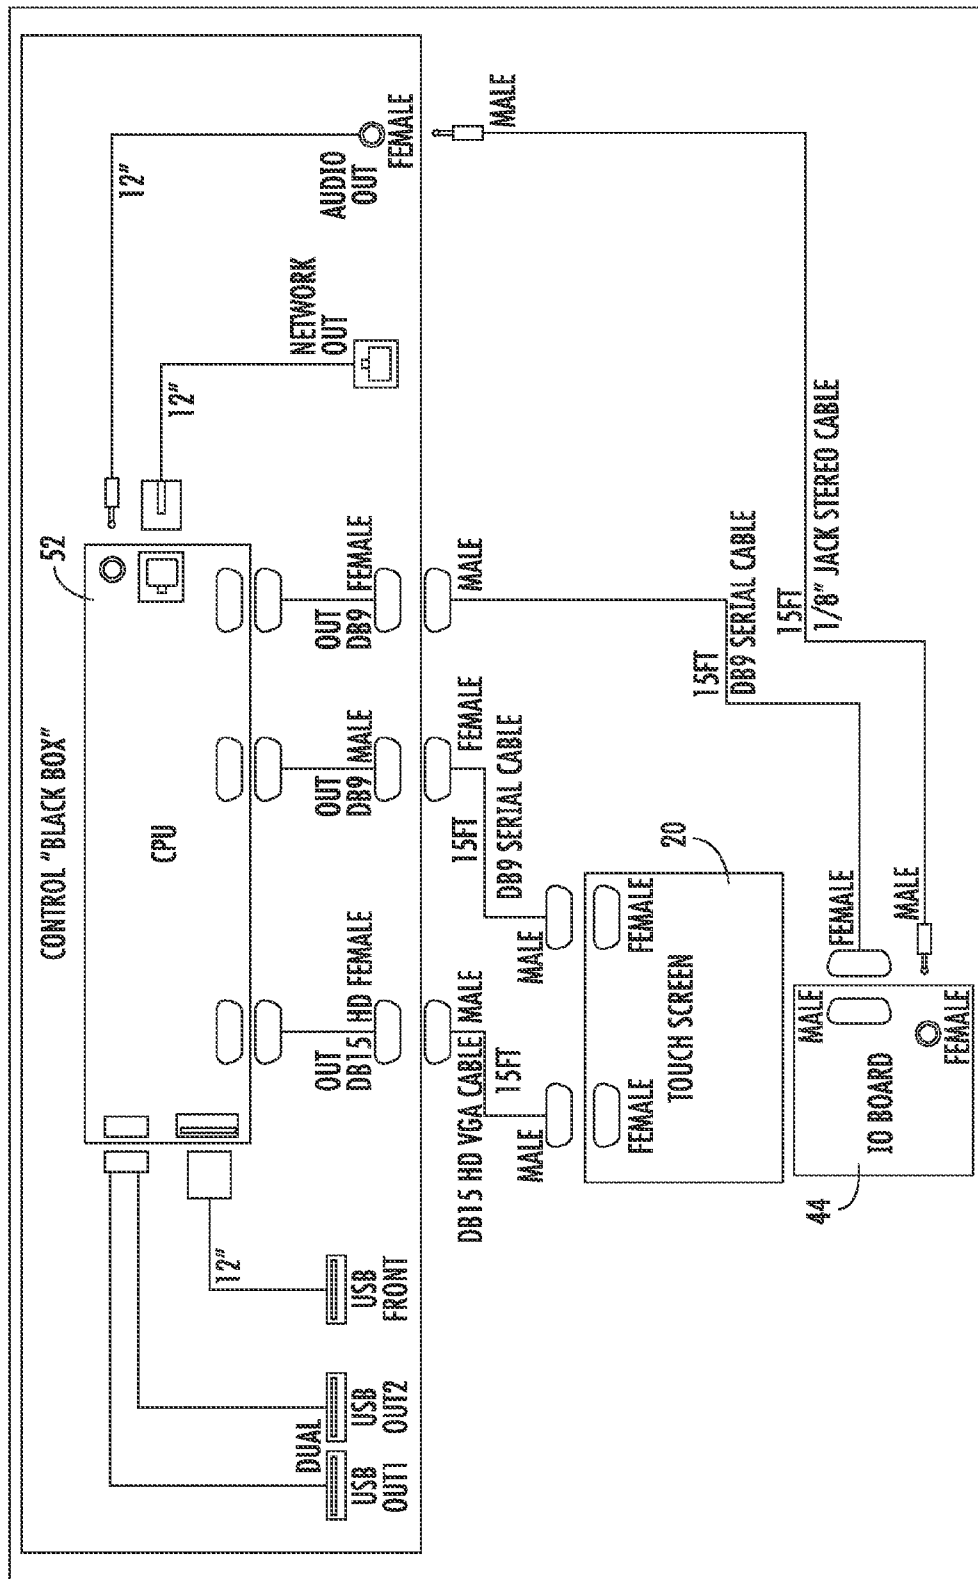 CONTROL "BLACK BOX"
52
CPU
12"
12"
12"
DUAL
USB
OUT1
USB
OUT2
USB
FRONT
OUT
DB15 HD FEMALE
OUT
DB9 MALE
OUT
DB9 FEMALE
NETWORK
OUT
AUDIO
OUT
FEMALE
MALE
FEMALE
MALE
MALE
DB15 HD VGA CABLE
15FT
15FT
DB9 SERIAL CABLE
MALE
MALE
FEMALE
FEMALE
TOUCH SCREEN
20
15FT
DB9 SERIAL CABLE
15FT
1/8" JACK STEREO CABLE
44
IO BOARD
MALE
FEMALE
FEMALE
MALE